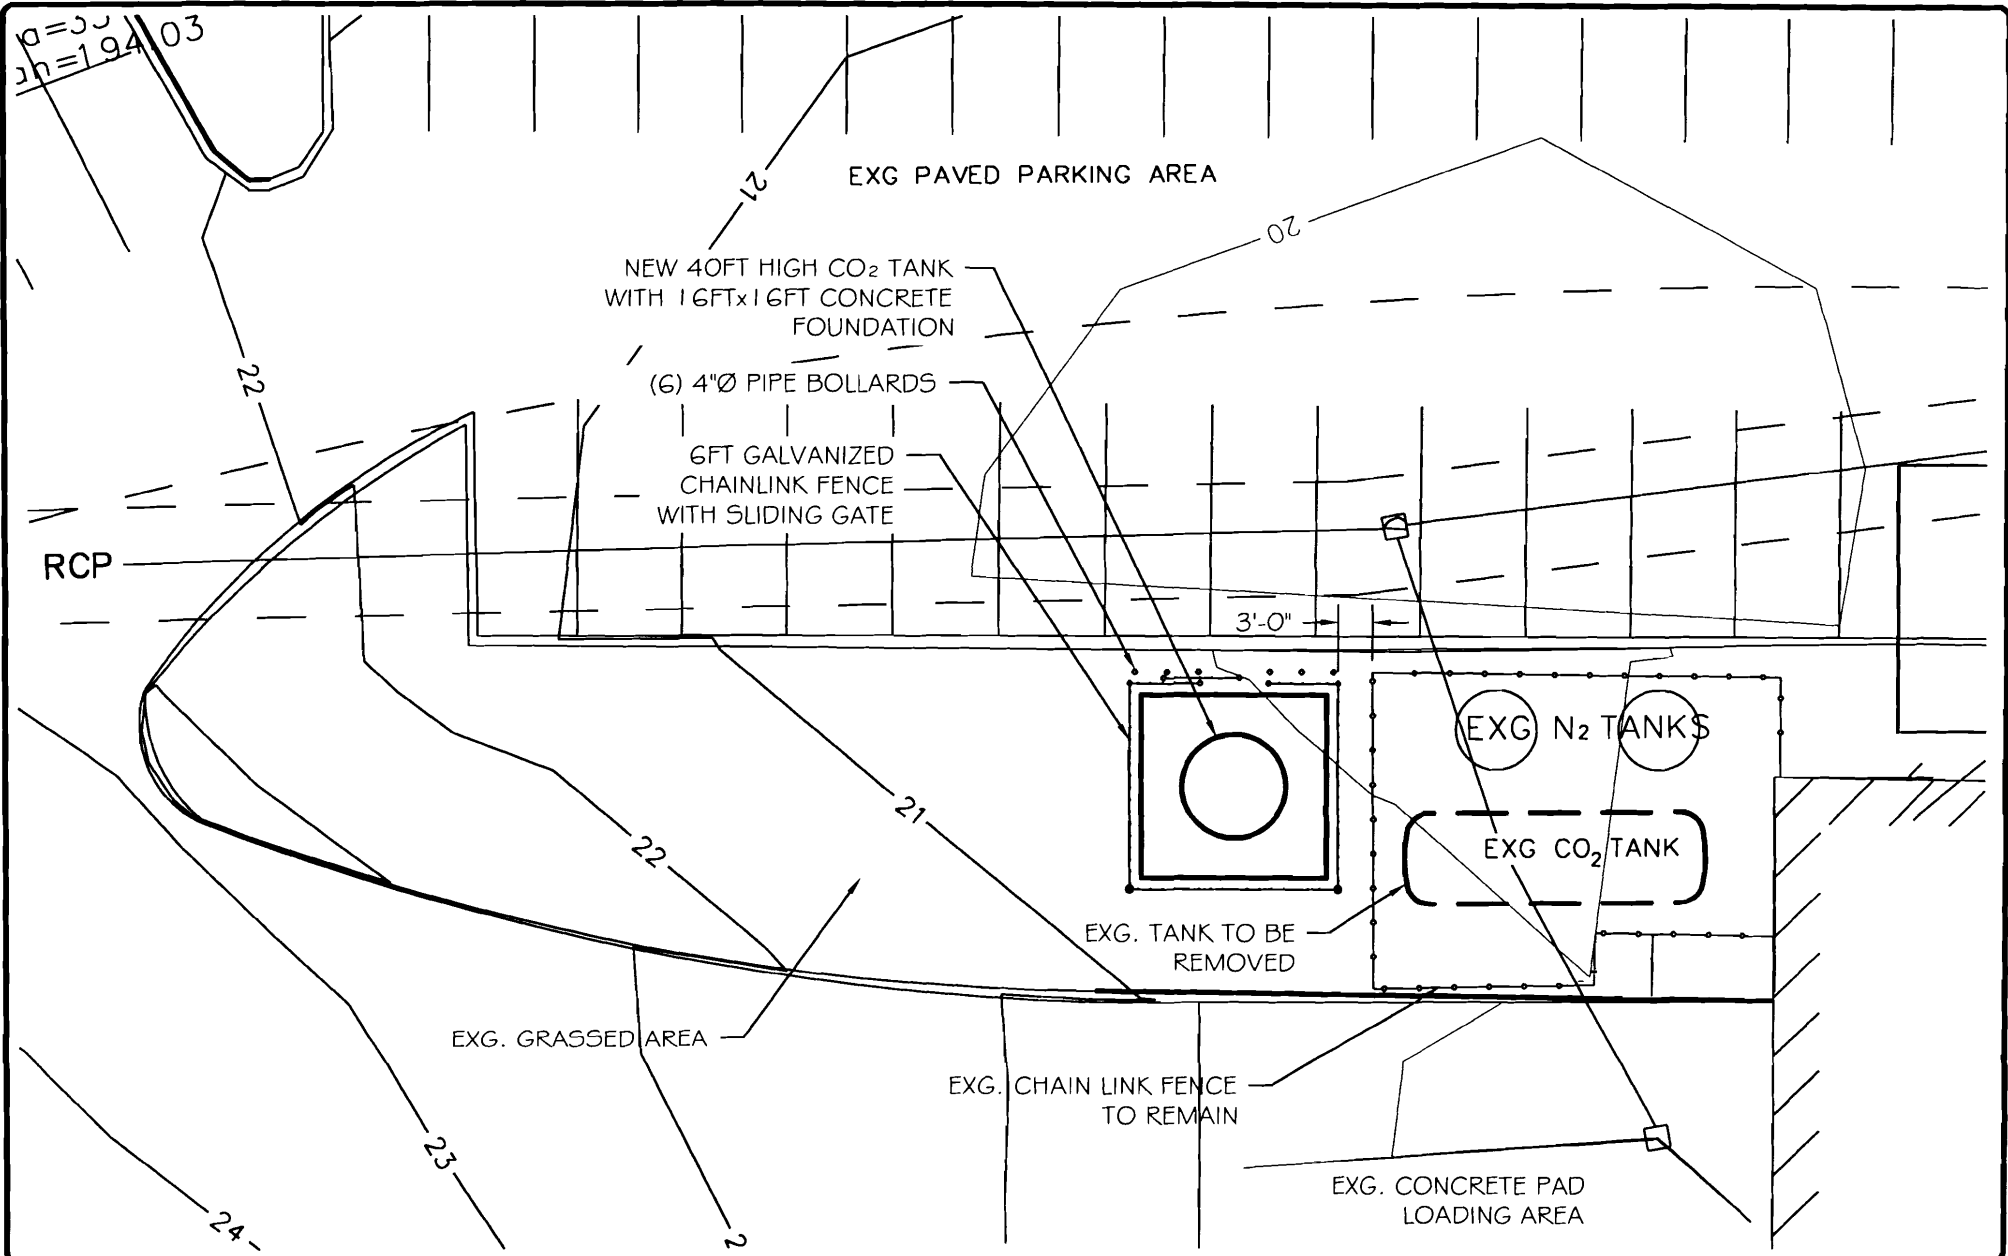 an=194.03
21
EXG PAVED PARKING AREA
20
NEW 40FT HIGH CO₂ TANK
WITH 16FTx16FT CONCRETE
FOUNDATION
22
(6) 4"Ø PIPE BOLLARDS
6FT GALVANIZED
CHAINLINK FENCE
WITH SLIDING GATE
RCP
3'-0"
EXG N₂ TANKS
21
22
EXG CO₂ TANK
EXG. TANK TO BE
REMOVED
EXG. GRASSED AREA
EXG. CHAIN LINK FENCE
TO REMAIN
23
EXG. CONCRETE PAD
LOADING AREA
24
2